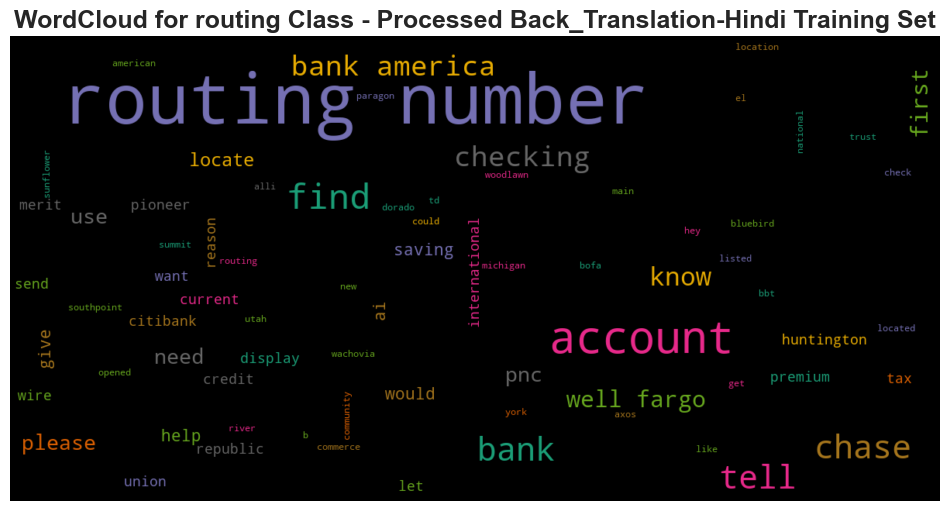 WordCloud for routing Class - Processed Back_Translation-Hindi Training Set
location
american
bank america
routing number
paragon
el
first
national
trust
checking
locate
sunflower
woodlawn
check
alli
main
find
td
merit
pioneer
dorado
use
could
bluebird
reason
international
hey
summit
saving
routing
michigan
bofa
listed
want
know
send
new
bbt
current
southpoint
ai
citibank
utah
located
account
huntington
give
wachovia
need
display
opened
credit
pnc
premium
tax
get
wire
would
well fargo
community
york
axos
river
help
b
please
republic
commerce
bank
like
chase
union
let
tell